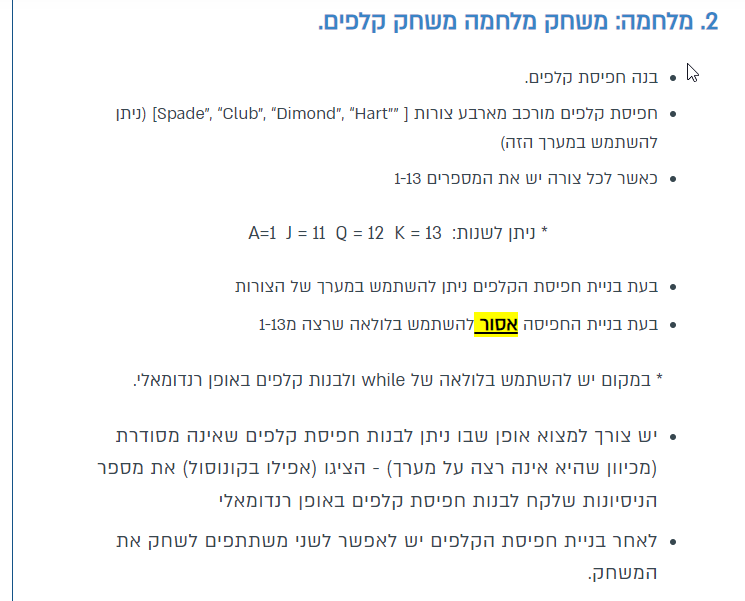 2. מלחמה: משחק מלחמה משחק קלפים.
בנה חפיסת קלפים.
חפיסת קלפים מורכב מארבע צורות [ ""Spade", "Club", "Dimond", "Hart] (ניתן
להשתמש במערך הזה)
כאשר לכל צורה יש את המספרים 1-13
* ניתן לשנות: A=1 J = 11 Q = 12 K = 13
בעת בניית חפיסת הקלפים ניתן להשתמש במערך של הצורות
בעת בניית החפיסה אסור להשתמש בלולאה שרצה מ1-13
* במקום יש להשתמש בלולאה של while ולבנות קלפים באופן רנדומאלי.
יש צורך למצוא אופן שבו ניתן לבנות חפיסת קלפים שאינה מסודרת
(מכיוון שהיא אינה רצה על מערך) - הציגו (אפילו בקונוסול) את מספר
הניסיונות שלקח לבנות חפיסת קלפים באופן רנדומאלי
לאחר בניית חפיסת הקלפים יש לאפשר לשני משתתפים לשחק את
המשחק.